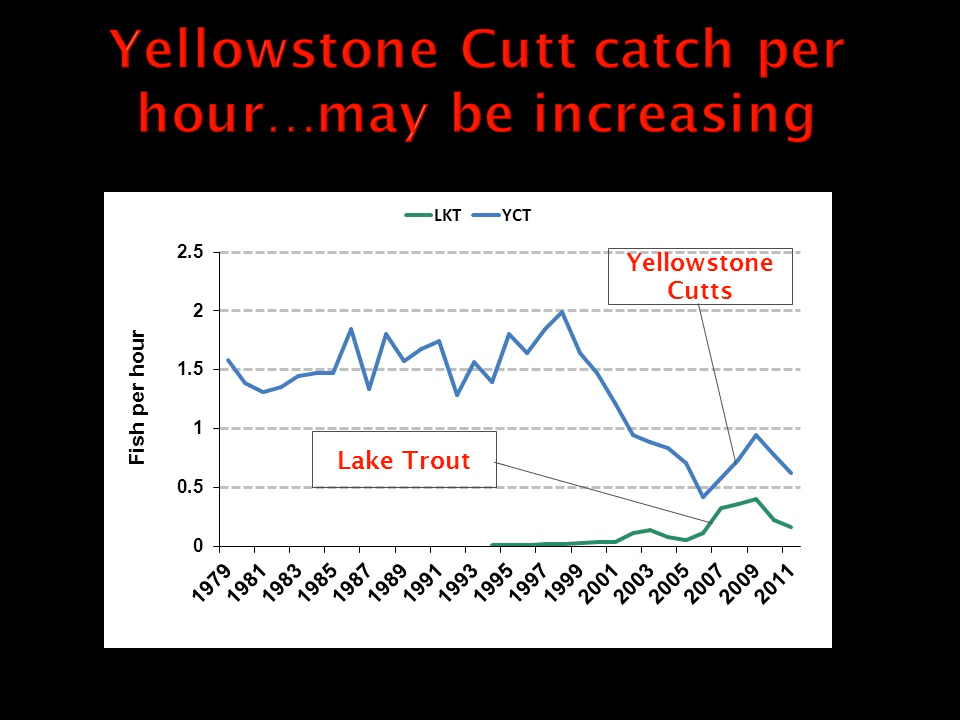 Yellowstone Cutt catch per
hour...may be increasing
LKT YCT
2.5
Yellowstone
Cutts
2
1.5
Fish per hour
1
Lake Trout
0.5
0
1979 1981 1983 1985 1987 1989 1991 1993 1995 1997 1999 2001 2003 2005 2007 2009 2011